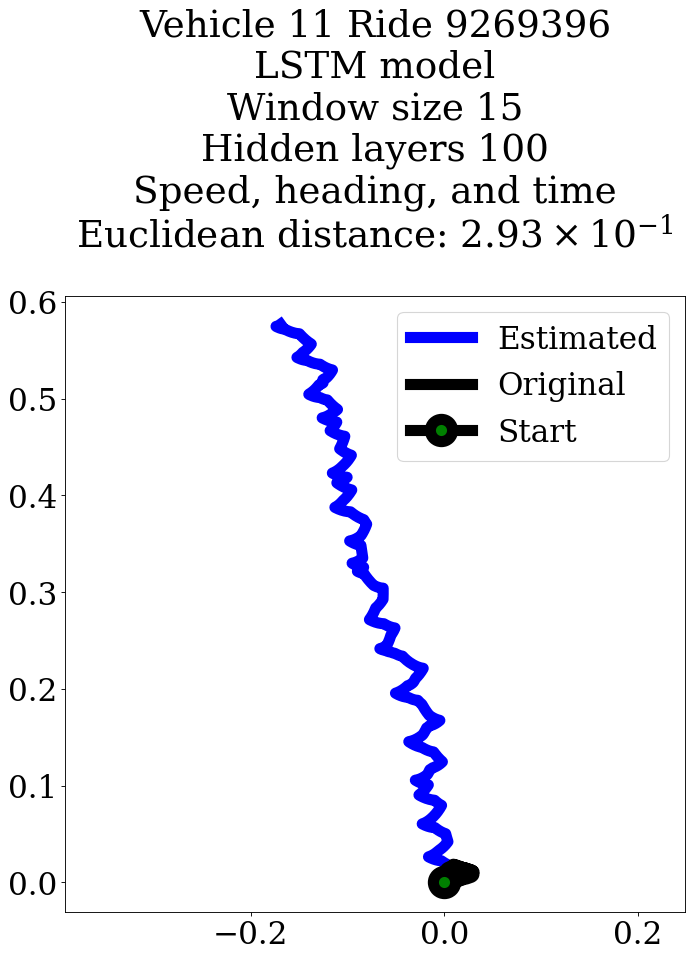 Vehicle 11 Ride 9269396
LSTM model
Window size 15
Hidden layers 100
Speed, heading, and time
Euclidean distance: 2.93 × 10⁻¹
Estimated
Original
Start
0.6
0.5
0.4
0.3
0.2
0.1
0.0
−0.2 0.0 0.2